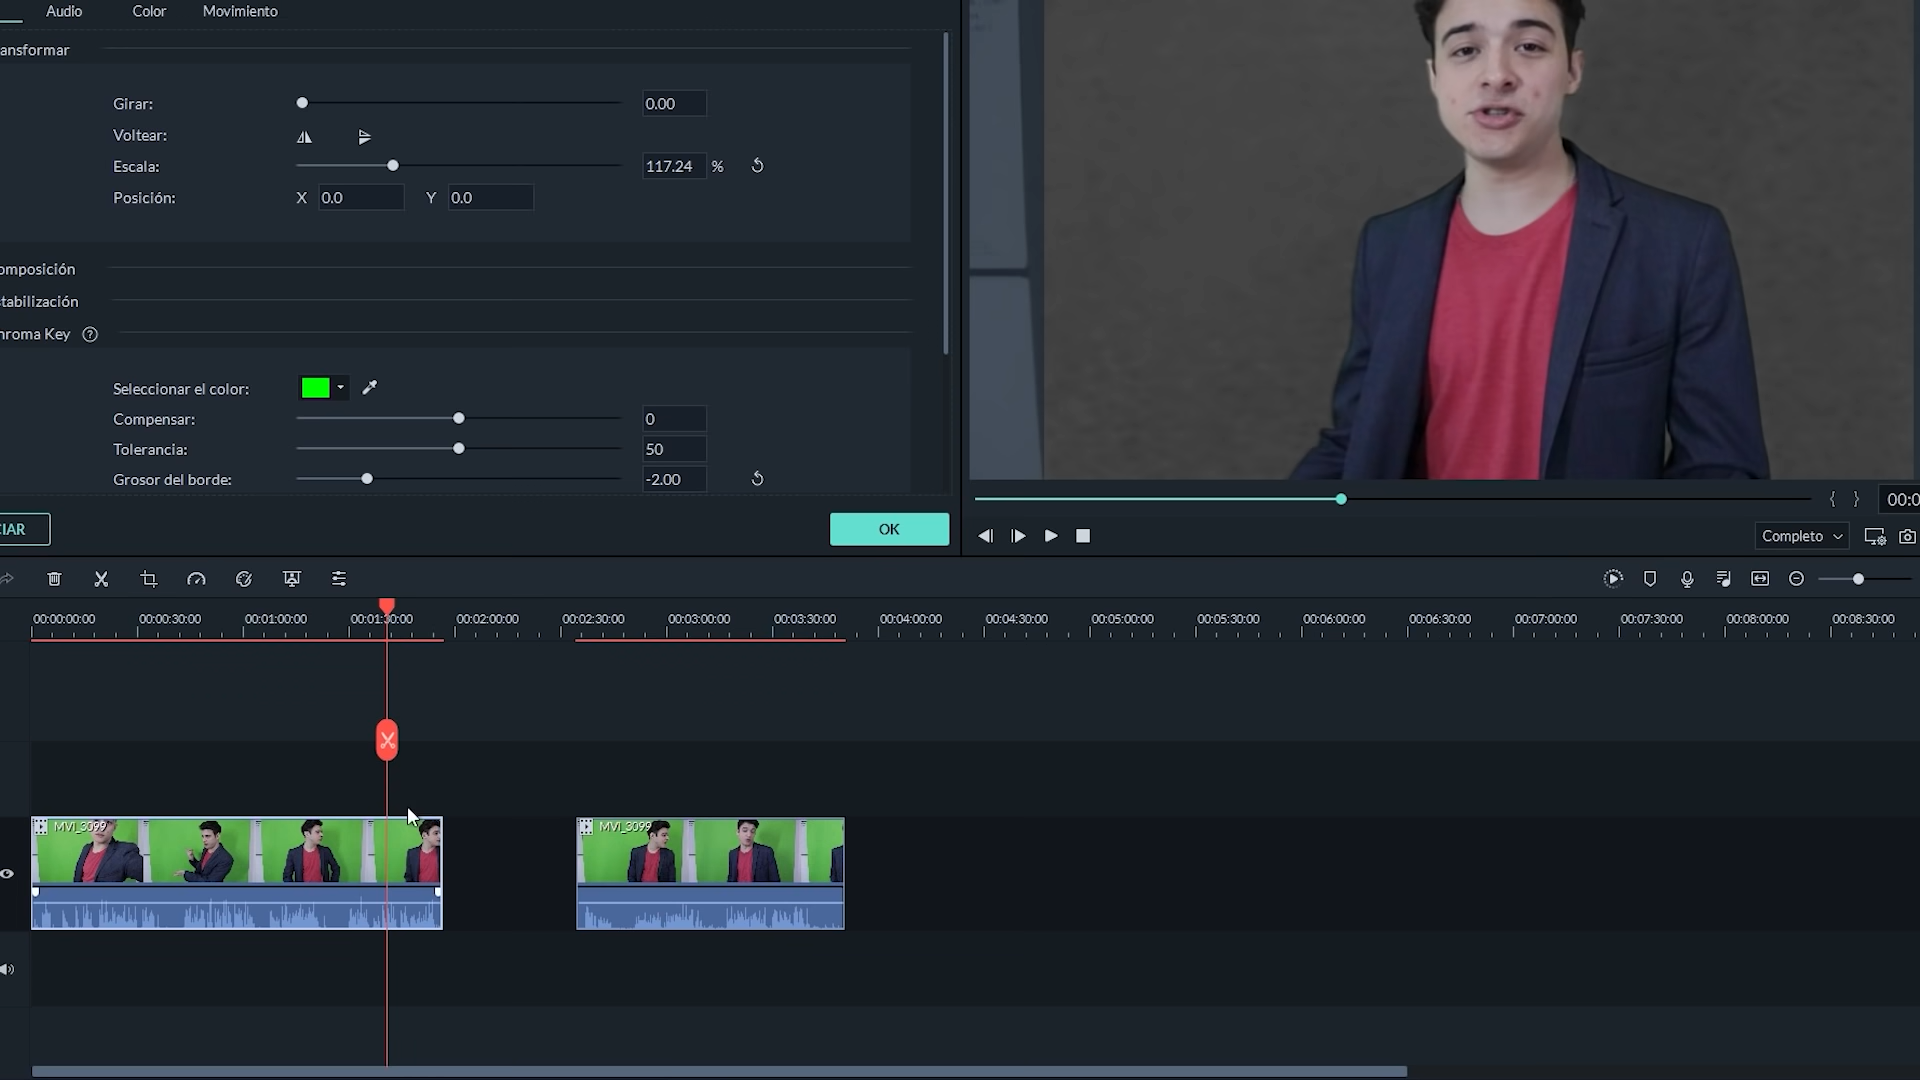 Audio Color Movimiento
ansformar
Girar: 0.00
Voltear:
Escala: 117.24 %
Posición: X 0.0 Y 0.0
omposición
tabilización
hroma Key ?
Seleccionar el color:
Compensar: 0
Tolerancia: 50
Grosor del borde: -2.00
CIAR OK
{ } 00:0
Completo
00:00:00:00 00:00:30:00 00:01:00:00 00:01:30:00 00:02:00:00 00:02:30:00 00:03:00:00 00:03:30:00 00:04:00:00 00:04:30:00 00:05:00:00 00:05:30:00 00:06:00:00 00:06:30:00 00:07:00:00 00:07:30:00 00:08:00:00 00:08:30:00
MVI_3099 MVI_3099